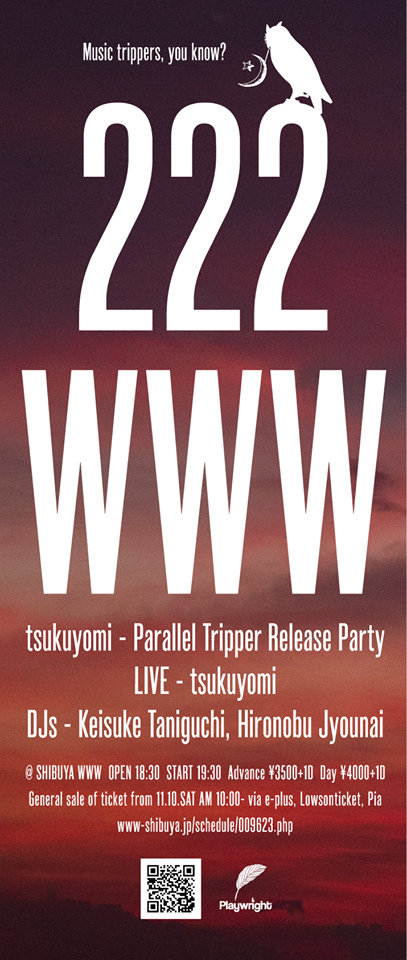 Music trippers, you know?
222
WWW
tsukuyomi - Parallel Tripper Release Party
LIVE - tsukuyomi
DJs - Keisuke Taniguchi, Hironobu Jyounai
@ SHIBUYA WWW OPEN 18:30 START 19:30 Advance ¥3500+1D Day ¥4000+1D
General sale of ticket from 11.10.SAT AM 10:00- via e-plus, Lowsonticket, Pia
www-shibuya.jp/schedule/009623.php
Playwright